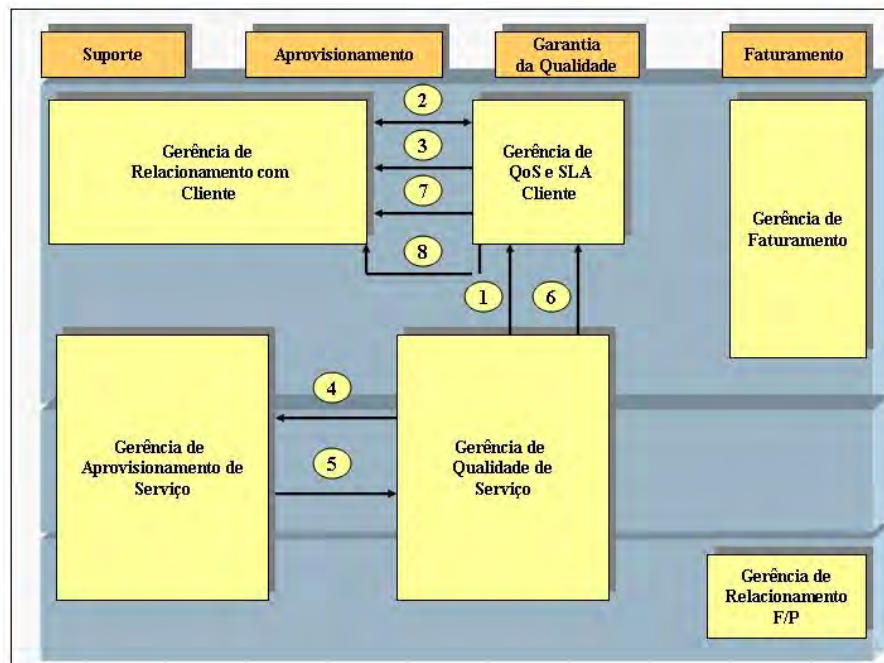 Suporte
Aprovisionamento
Garantia
da Qualidade
Faturamento
Gerência de
Relacionamento com
Cliente
2
3
7
8
Gerência de
QoS e SLA
Cliente
Gerência de
Faturamento
1
6
Gerência de
Aprovisionamento de
Serviço
4
5
Gerência de
Qualidade de
Serviço
Gerência de
Relacionamento
F/P